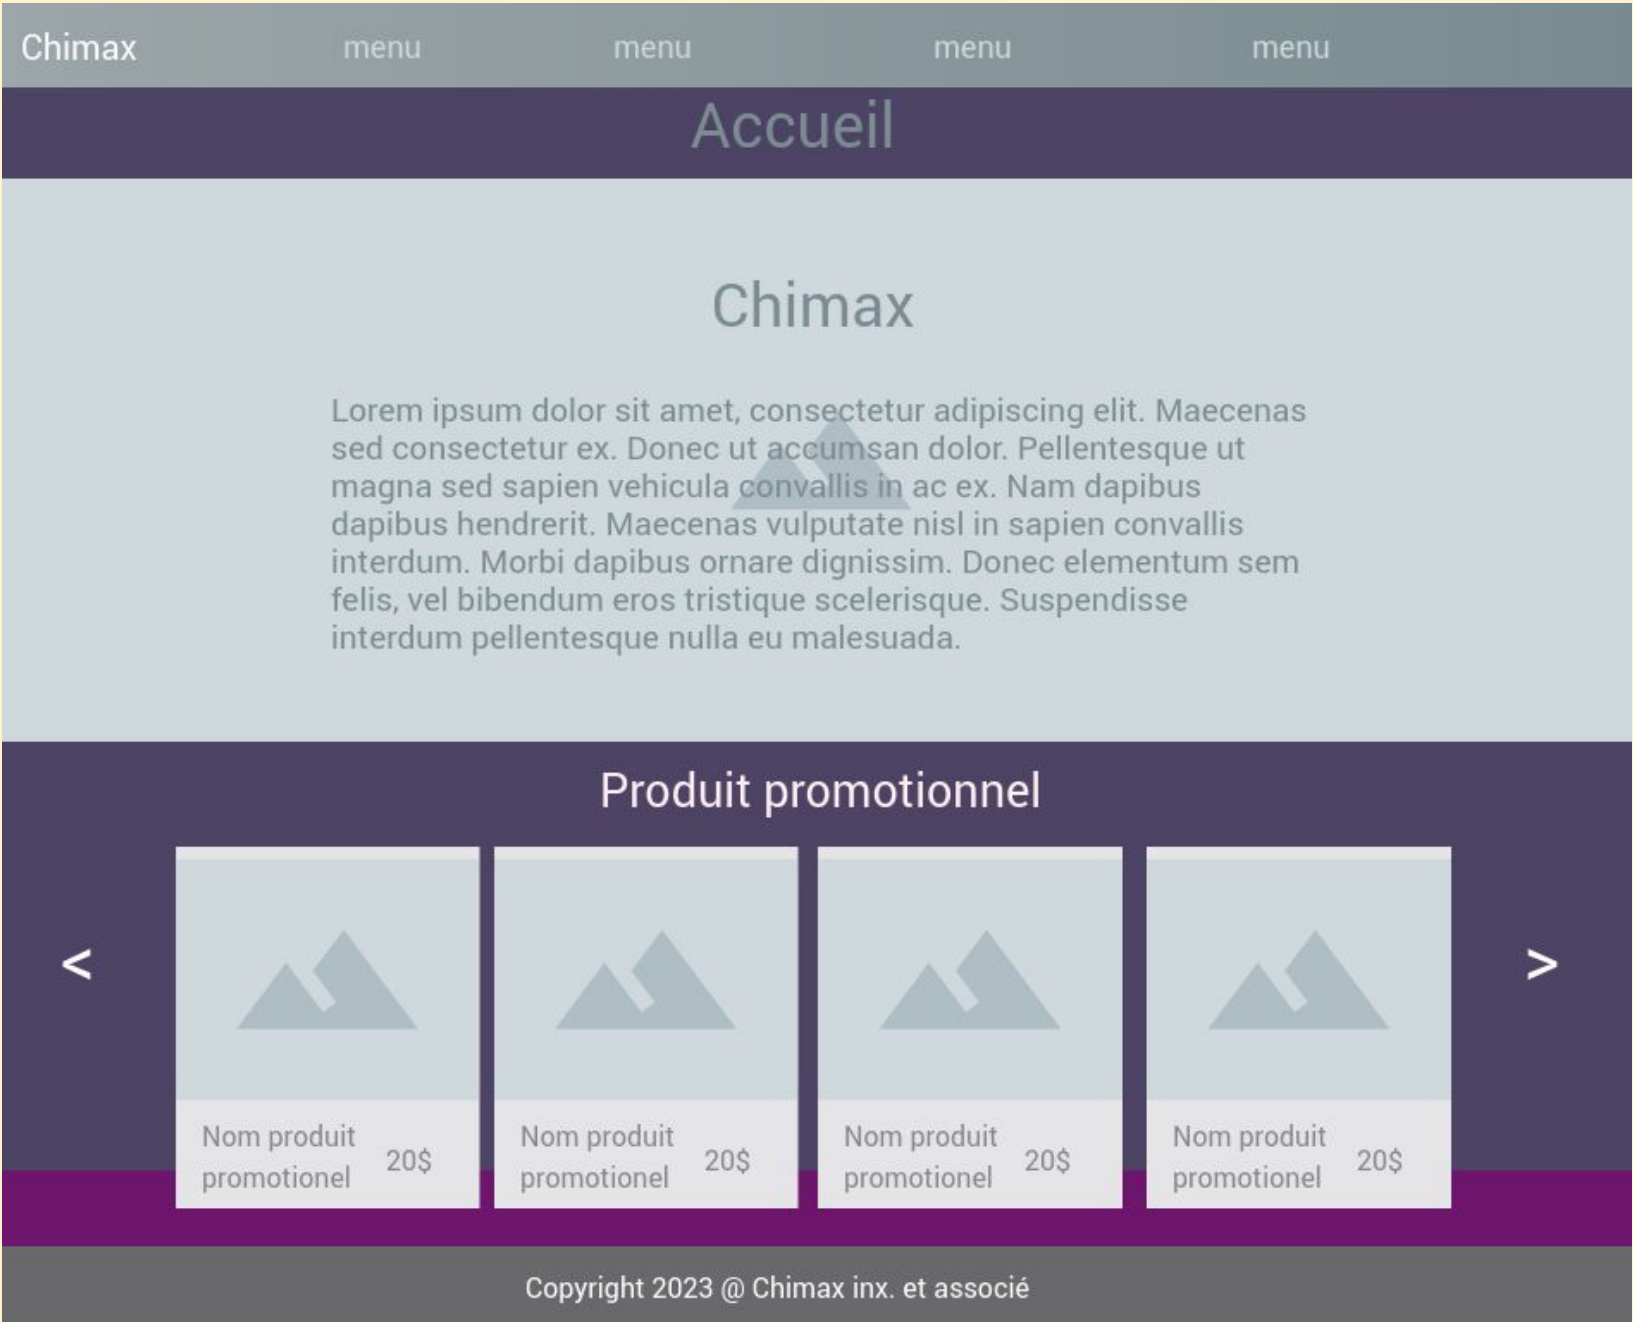 Chimax menu menu menu menu
Accueil
Chimax
Lorem ipsum dolor sit amet, consectetur adipiscing elit. Maecenas
sed consectetur ex. Donec ut accumsan dolor. Pellentesque ut
magna sed sapien vehicula convallis in ac ex. Nam dapibus
dapibus hendrerit. Maecenas vulputate nisl in sapien convallis
interdum. Morbi dapibus ornare dignissim. Donec elementum sem
felis, vel bibendum eros tristique scelerisque. Suspendisse
interdum pellentesque nulla eu malesuada.
Produit promotionnel
< >
Nom produit
promotionel
20$
Nom produit
promotionel
20$
Nom produit
promotionel
20$
Nom produit
promotionel
20$
Copyright 2023 @ Chimax inx. et associé